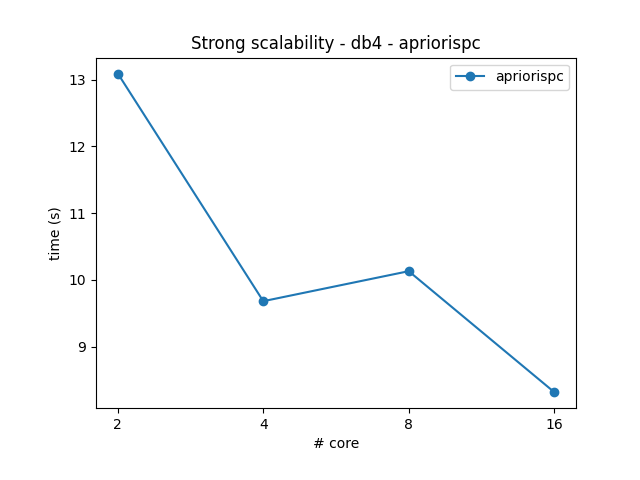 Strong scalability - db4 - apriorispc
apriorispc
13
12
11
10
9
time (s)
2 4 8 16
# core